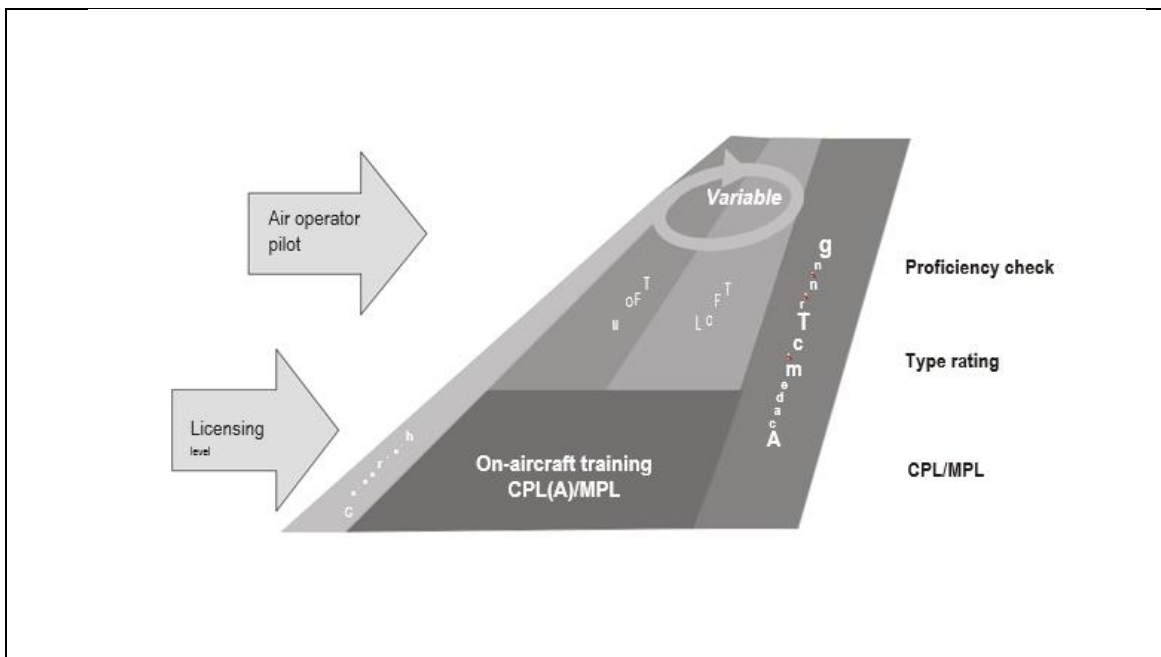 Air operator
pilot
Licensing
level
Variable
On-aircraft training
CPL(A)/MPL
Proficiency check
Type rating
CPL/MPL